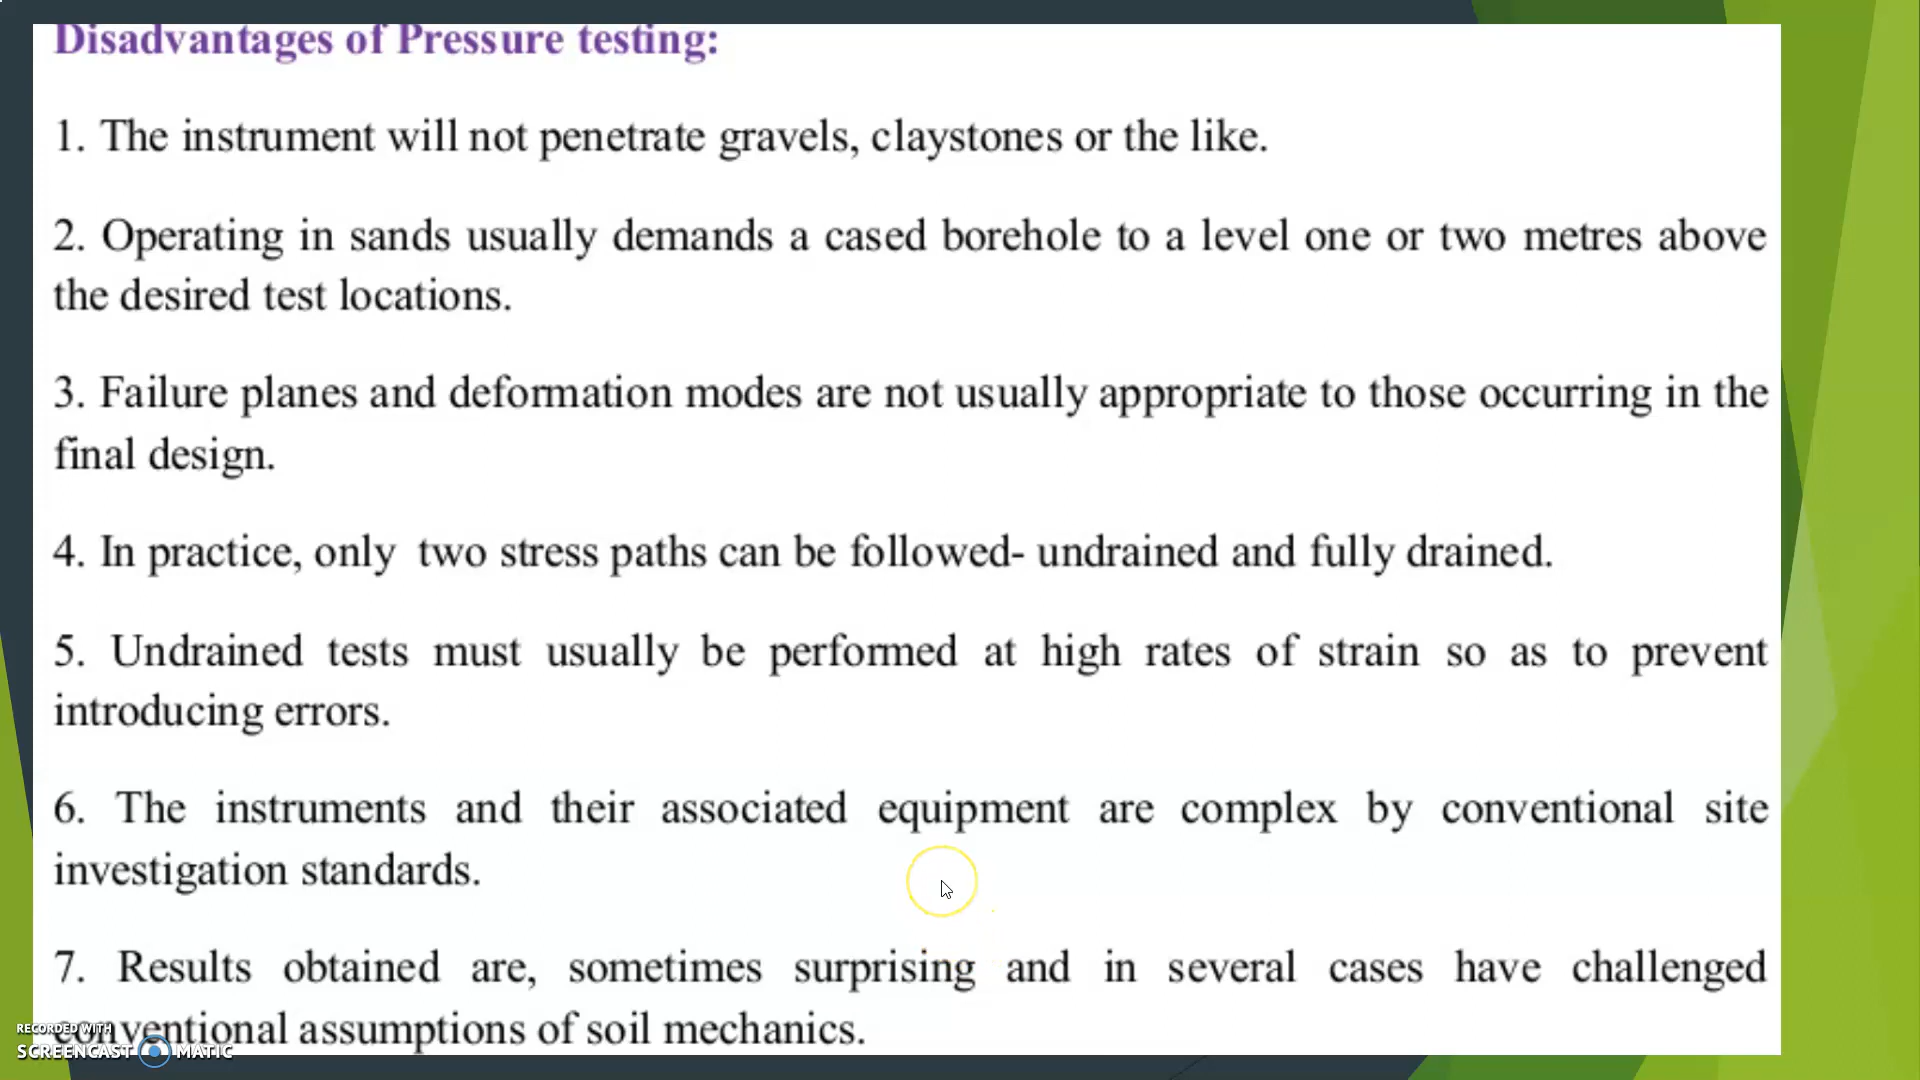 Disadvantages of Pressure testing:
1. The instrument will not penetrate gravels, claystones or the like.
2. Operating in sands usually demands a cased borehole to a level one or two metres above
the desired test locations.
3. Failure planes and deformation modes are not usually appropriate to those occurring in the
final design.
4. In practice, only two stress paths can be followed- undrained and fully drained.
5. Undrained tests must usually be performed at high rates of strain so as to prevent
introducing errors.
6. The instruments and their associated equipment are complex by conventional site
investigation standards.
7. Results obtained are, sometimes surprising and in several cases have challenged
conventional assumptions of soil mechanics.
RECORDED WITH
SCREENCAST MATIC